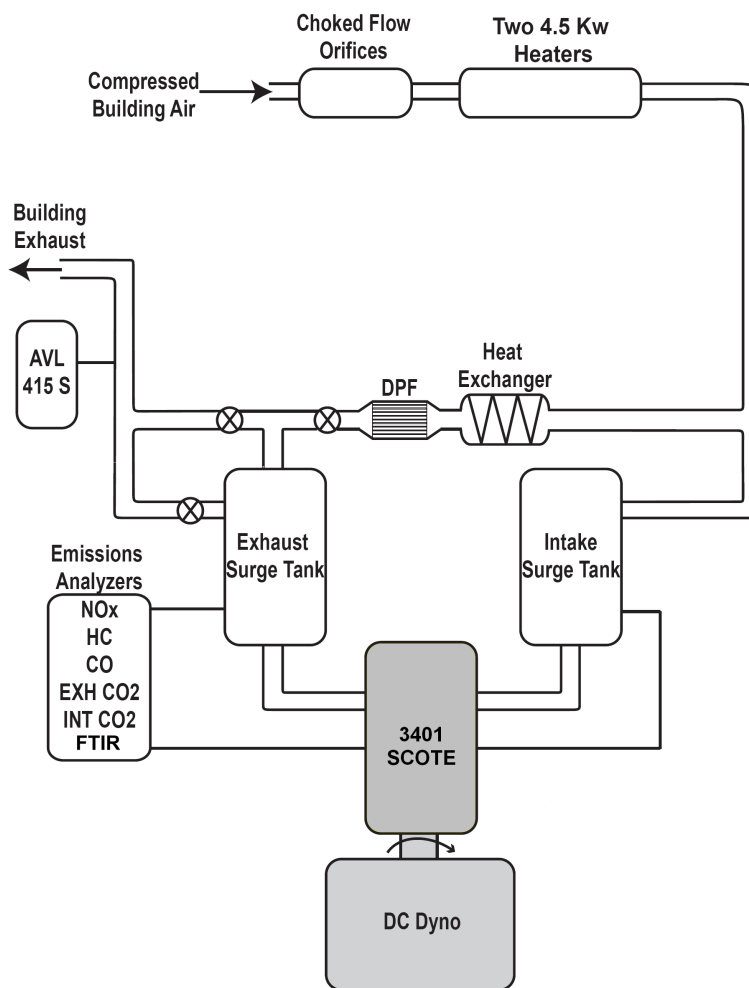 Choked Flow
Orifices
Two 4.5 Kw
Heaters
Compressed
Building Air
Building
Exhaust
AVL
415 S
DPF
Heat
Exchanger
Exhaust
Surge Tank
Intake
Surge Tank
Emissions
Analyzers
NOx
HC
CO
EXH CO2
INT CO2
FTIR
3401
SCOTE
DC Dyno